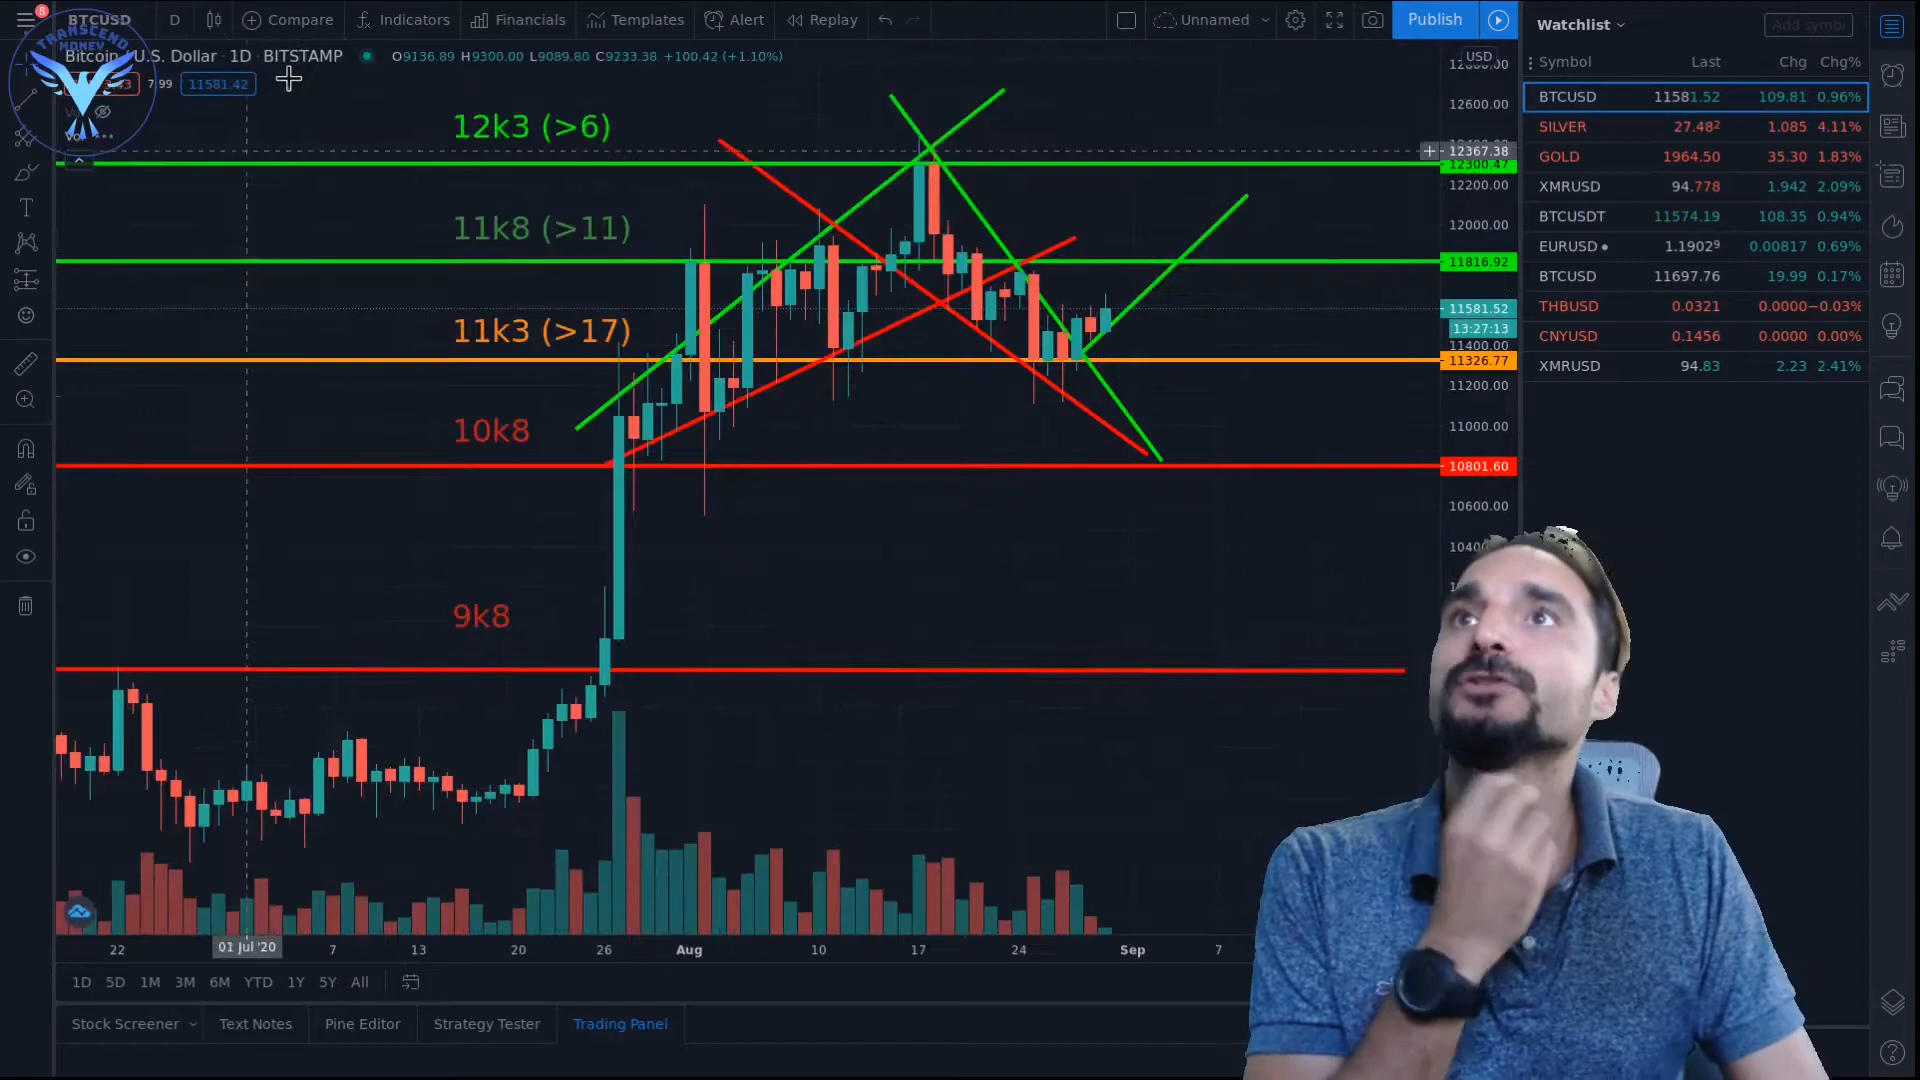 8
BTCUSD D Compare Indicators Financials Templates Alert Replay Unnamed Publish
TRANSCEND MONEY
Bitcoin U.S. Dollar · 1D · BITSTAMP O9136.89 H9300.00 L9089.80 C9233.38 +100.42 (+1.10%)
7.99 11581.42
USD
12600.00
12k3 (>6)
12367.38
12300.47
12200.00
11k8 (>11)
12000.00
11816.92
11581.52
13:27:13
11k3 (>17)
11400.00
11326.77
11200.00
10k8
11000.00
10801.60
10600.00
9k8
22 01 Jul '20 7 13 20 26 Aug 10 17 24 Sep 7
1D 5D 1M 3M 6M YTD 1Y 5Y All
Stock Screener Text Notes Pine Editor Strategy Tester Trading Panel
Watchlist Add symbol
Symbol Last Chg Chg%
BTCUSD 11581.52 109.81 0.96%
SILVER 27.48² 1.085 4.11%
GOLD 1964.50 35.30 1.83%
XMRUSD 94.778 1.942 2.09%
BTCUSDT 11574.19 108.35 0.94%
EURUSD 1.1902⁹ 0.00817 0.69%
BTCUSD 11697.76 19.99 0.17%
THBUSD 0.0321 0.0000 −0.03%
CNYUSD 0.1456 0.0000 0.00%
XMRUSD 94.83 2.23 2.41%